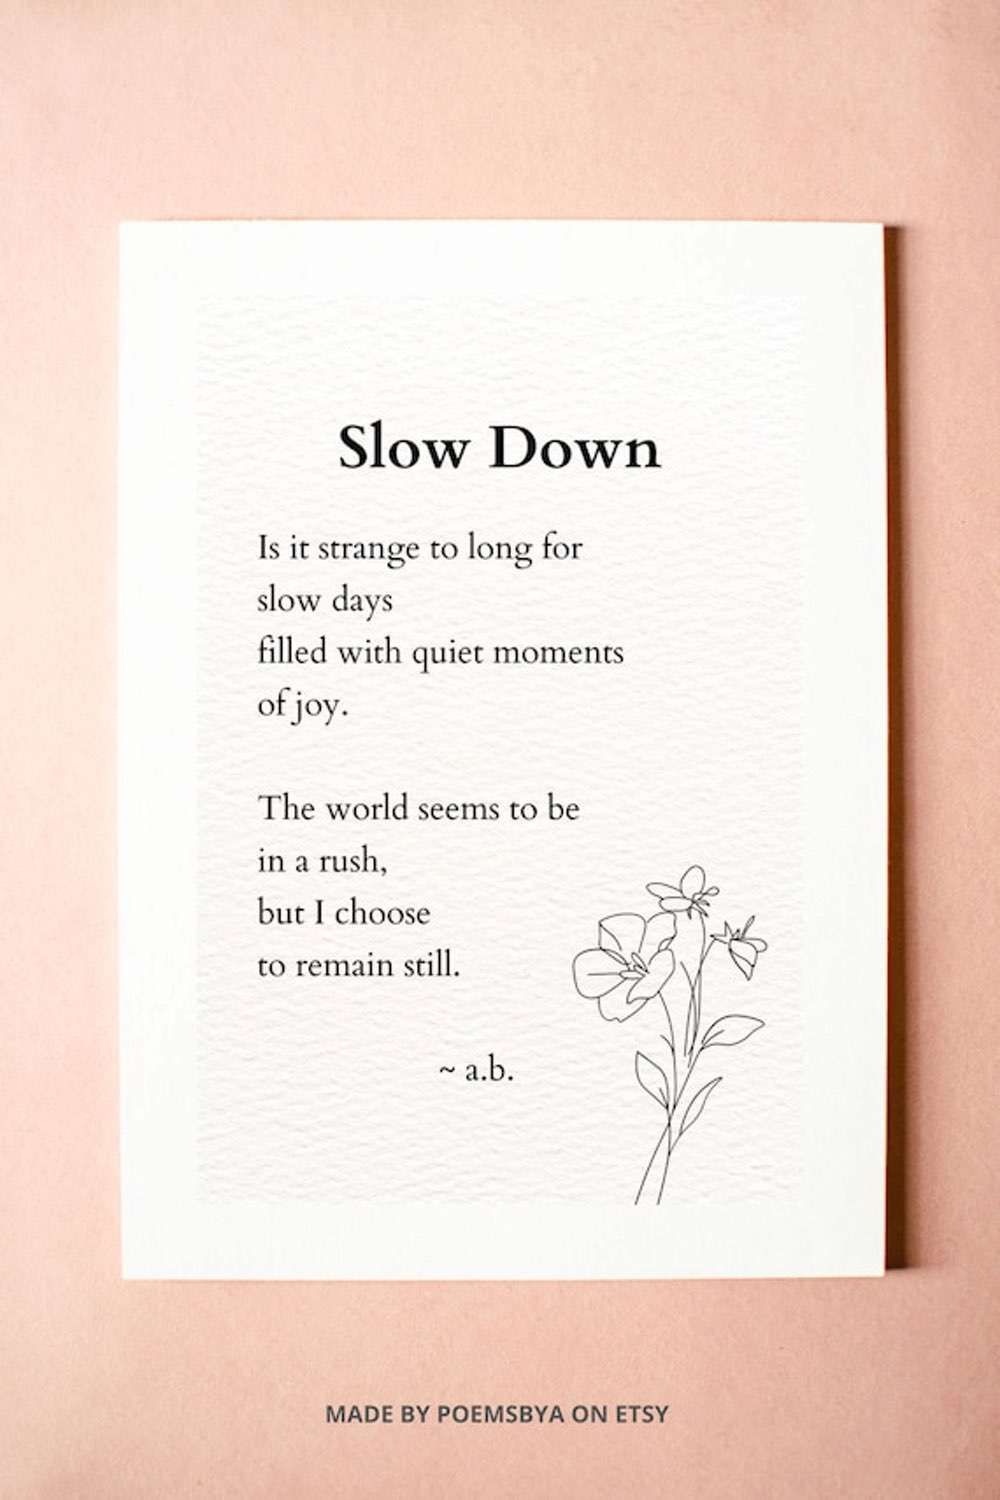 Slow Down
Is it strange to long for
slow days
filled with quiet moments
of joy.
The world seems to be
in a rush,
but I choose
to remain still.
~ a.b.
MADE BY POEMSBYA ON ETSY